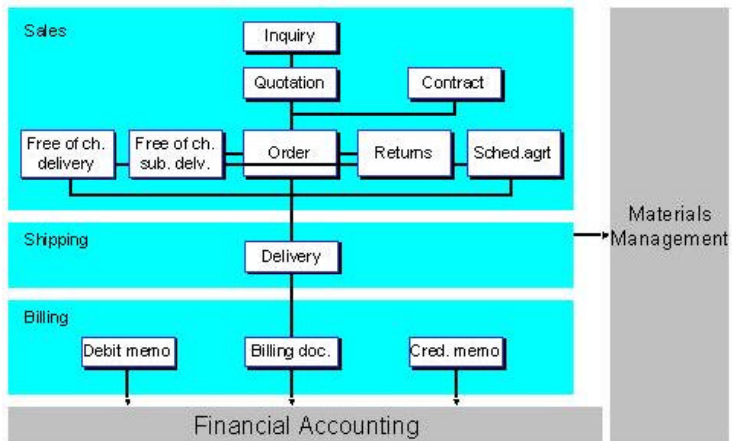 Sales
Inquiry
Quotation
Contract
Free of ch.
delivery
Free of ch.
sub. delv.
Order
Returns
Sched.agrt
Materials
Management
Shipping
Delivery
Billing
Debit memo
Billing doc.
Cred. memo
Financial Accounting